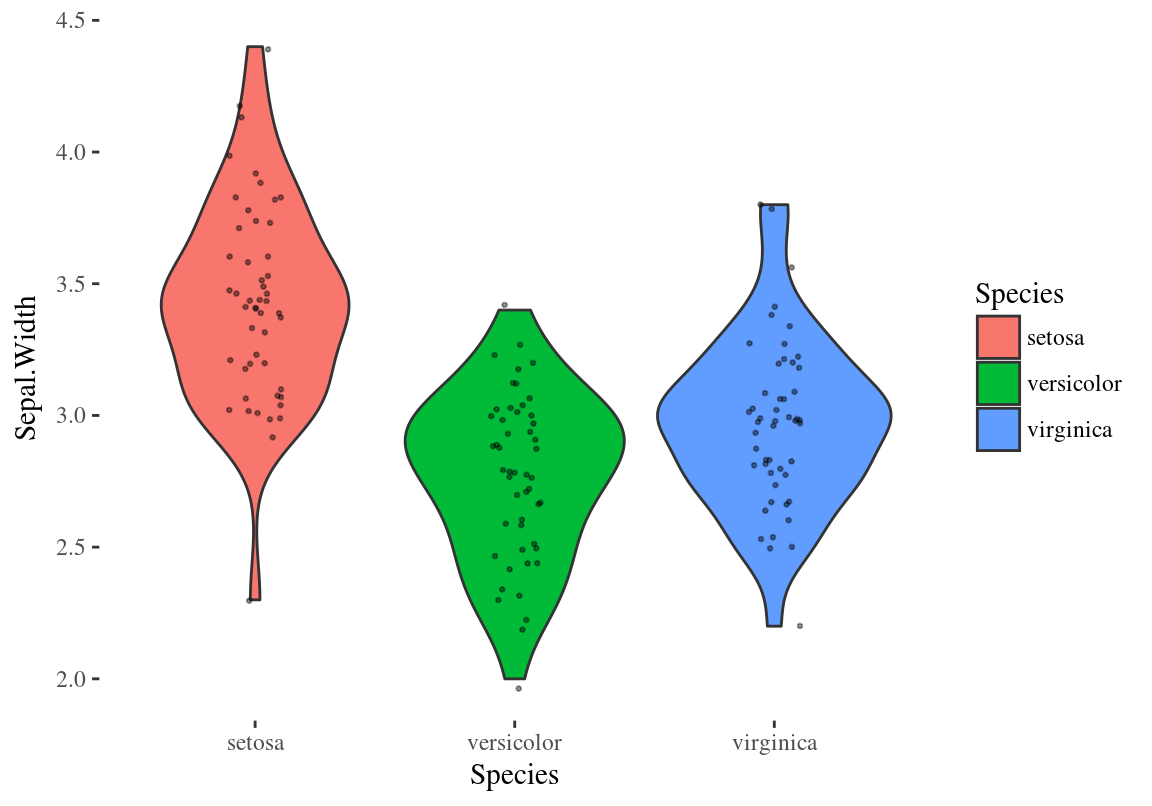 4.5
4.0
3.5
3.0
2.5
2.0
Sepal.Width
setosa
versicolor
virginica
Species
Species
setosa
versicolor
virginica